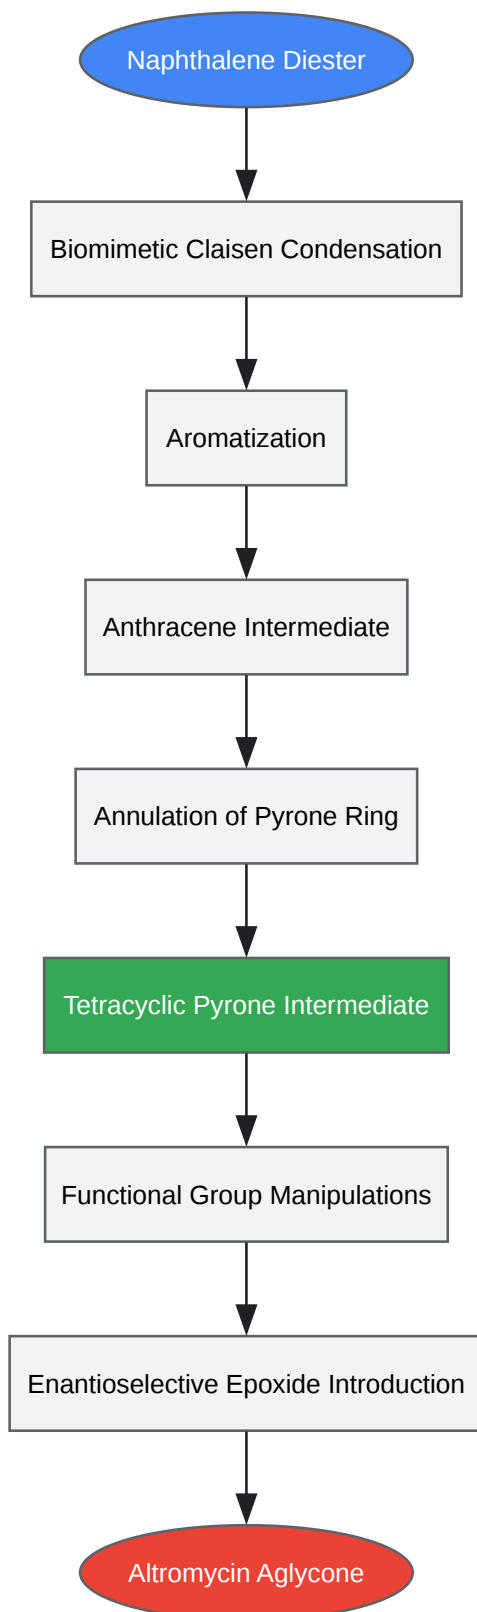 Naphthalene Diester
Biomimetic Claisen Condensation
Aromatization
Anthracene Intermediate
Annulation of Pyrone Ring
Tetracyclic Pyrone Intermediate
Functional Group Manipulations
Enantioselective Epoxide Introduction
Altromycin Aglycone